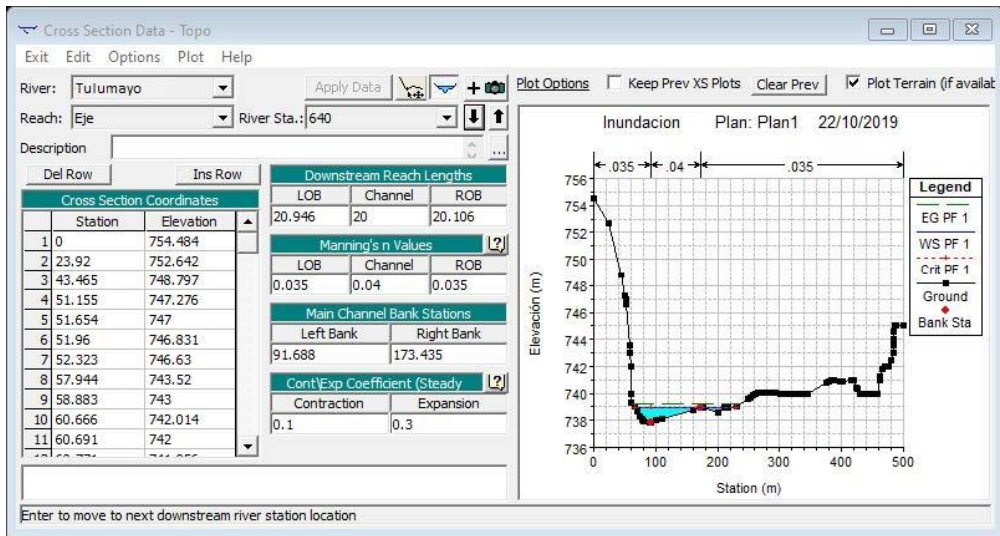 Cross Section Data - Topo
Exit Edit Options Plot Help
River: Tulumayo
Apply Data
Plot Options Keep Prev XS Plots Clear Prev Plot Terrain (if availab
Reach: Eje River Sta.: 640
Description ...
Del Row Ins Row
Cross Section Coordinates
Station Elevation
1 0 754.484
2 23.92 752.642
3 43.465 748.797
4 51.155 747.276
5 51.654 747
6 51.96 746.831
7 52.323 746.63
8 57.944 743.52
9 58.883 743
10 60.666 742.014
11 60.691 742
Downstream Reach Lengths
LOB Channel ROB
20.946 20 20.106
Manning's n Values ?
LOB Channel ROB
0.035 0.04 0.035
Main Channel Bank Stations
Left Bank Right Bank
91.688 173.435
Cont\Exp Coefficient (Steady ?
Contraction Expansion
0.1 0.3
Inundacion Plan: Plan1 22/10/2019
.035 .04 .035
756
754
752
750
748
746
744
742
740
738
736
Elevación (m)
0 100 200 300 400 500
Station (m)
Legend
EG PF 1
WS PF 1
Crit PF 1
Ground
Bank Sta
Enter to move to next downstream river station location